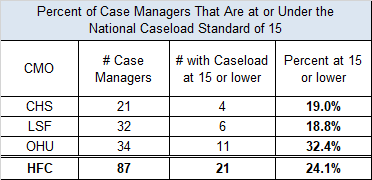 Percent of Case Managers That Are at or Under the
National Caseload Standard of 15
CMO # Case Managers # with Caseload at 15 or lower Percent at 15 or lower
CHS 21 4 19.0%
LSF 32 6 18.8%
OHU 34 11 32.4%
HFC 87 21 24.1%